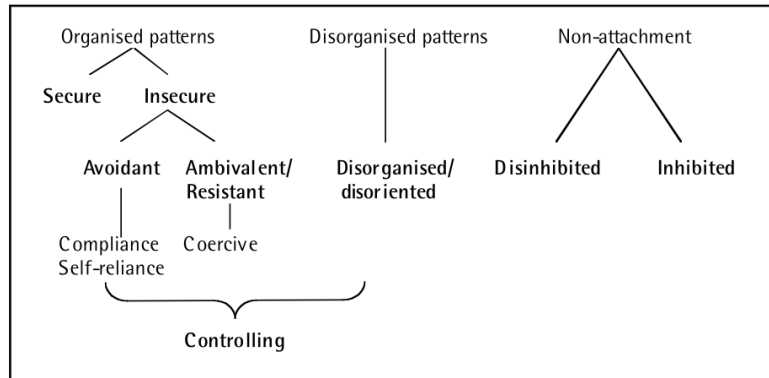 Organised patterns
Disorganised patterns
Non-attachment
Secure
Insecure
Avoidant
Ambivalent/
Resistant
Disorganised/
disoriented
Disinhibited
Inhibited
Compliance
Self-reliance
Coercive
Controlling